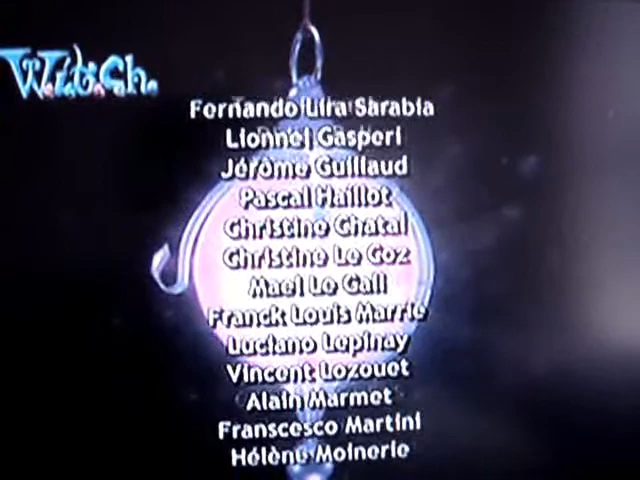 W.i.t.c.h.
Fernando Lira Sarabia
Lionnel Gasperi
Jérôme Guillaud
Pascal Haillot
Christine Chatal
Christine Le Goz
Mael Le Gall
Franck Louis Marrie
Luciano Lepinay
Vincent Lozouet
Alain Marmet
Franscesco Martini
Hélène Moinerie